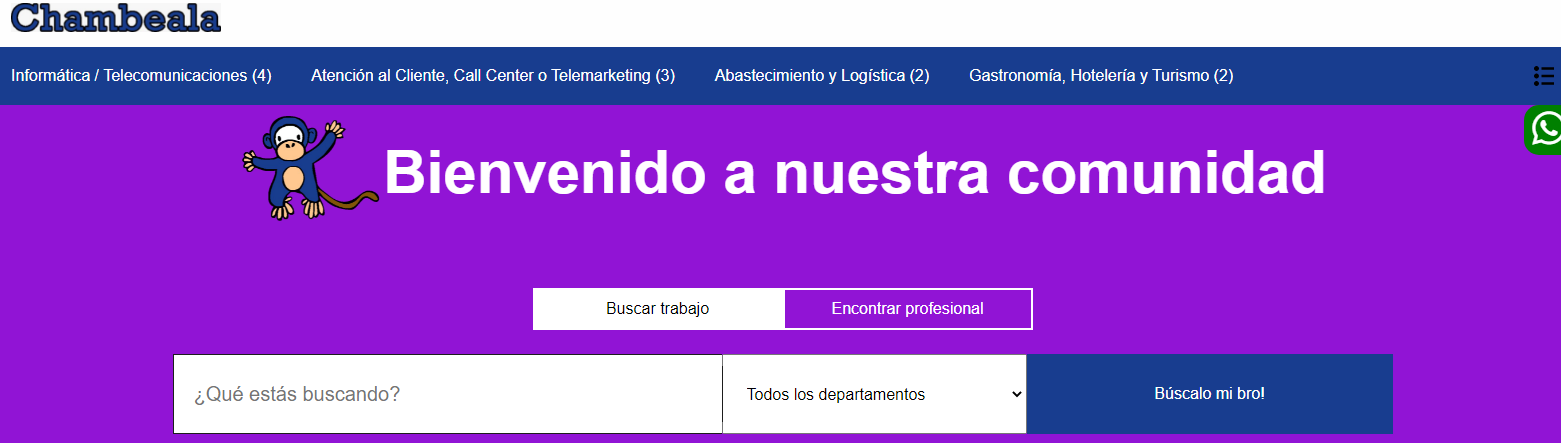 Chambeala
Informática / Telecomunicaciones (4) Atención al Cliente, Call Center o Telemarketing (3) Abastecimiento y Logística (2) Gastronomía, Hotelería y Turismo (2)
Bienvenido a nuestra comunidad
Buscar trabajo Encontrar profesional
¿Qué estás buscando? Todos los departamentos Búscalo mi bro!